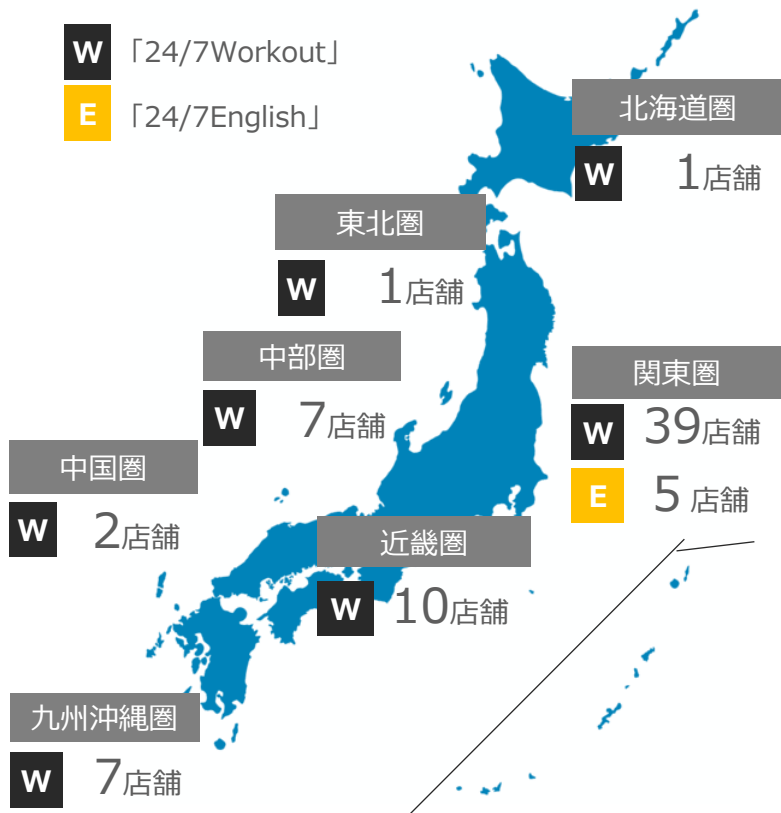 W 「24/7Workout」
E 「24/7English」
北海道圏
W 1店舗
東北圏
W 1店舗
中部圏
W 7店舗
関東圏
W 39店舗
E 5 店舗
中国圏
W 2店舗
近畿圏
W 10店舗
九州沖縄圏
W 7店舗